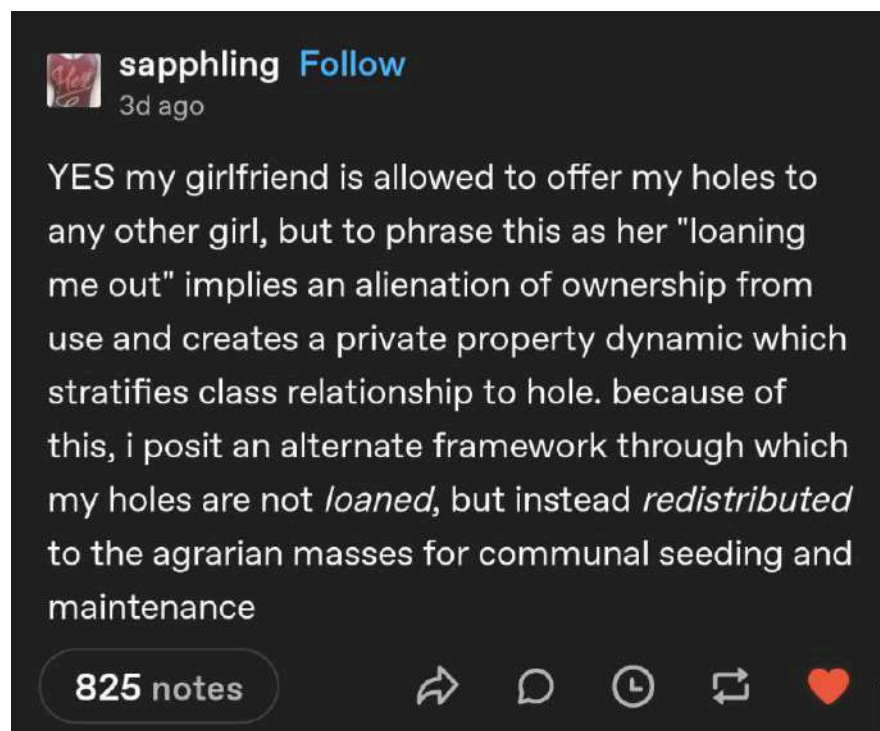 sapphling Follow
3d ago
YES my girlfriend is allowed to offer my holes to
any other girl, but to phrase this as her "loaning
me out" implies an alienation of ownership from
use and creates a private property dynamic which
stratifies class relationship to hole. because of
this, i posit an alternate framework through which
my holes are not loaned, but instead redistributed
to the agrarian masses for communal seeding and
maintenance
825 notes